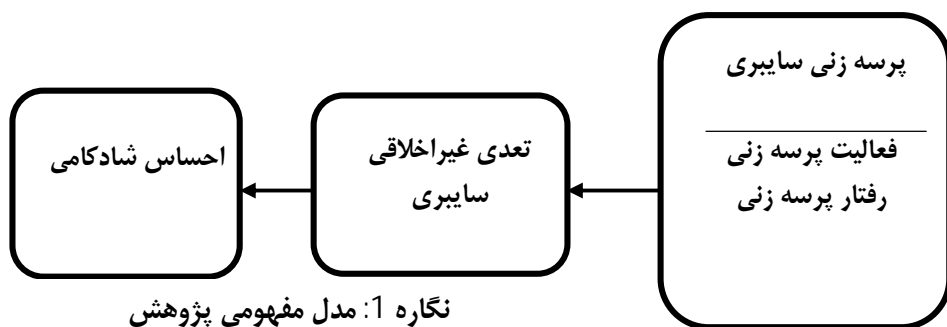 پرسه زنی سایبری
فعالیت پرسه زنی
رفتار پرسه زنی
تعدی غیراخلاقی
سایبری
احساس شادکامی
نگاره 1: مدل مفهومی پژوهش